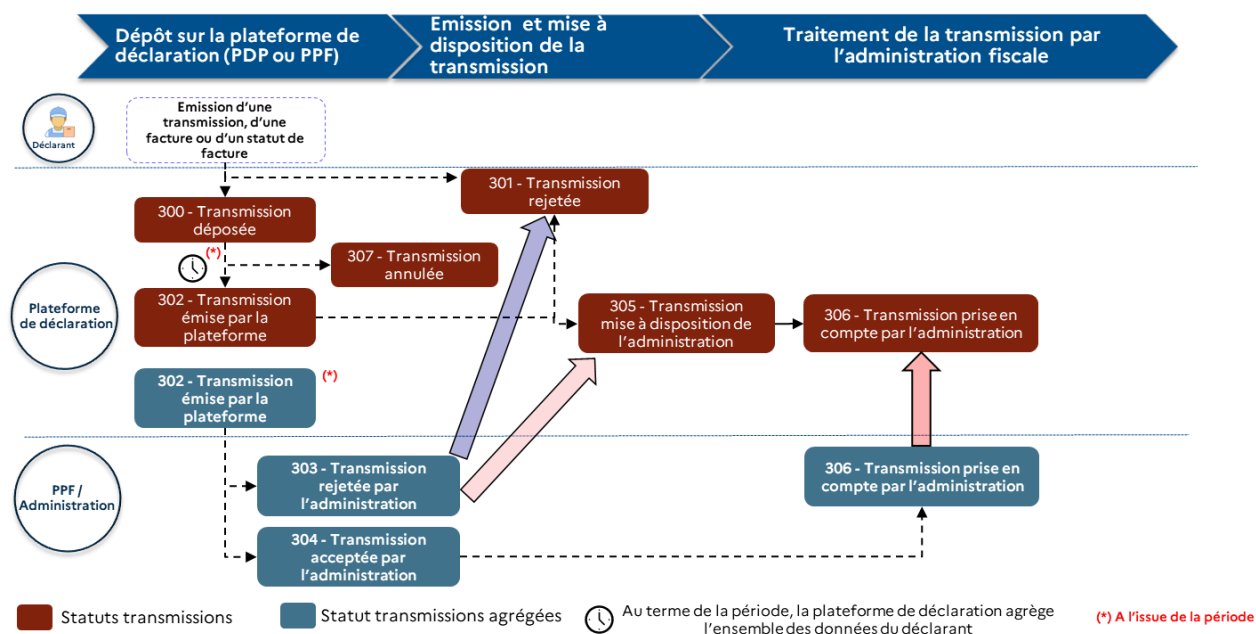 Dépôt sur la plateforme de
déclaration (PDP ou PPF)
Emission et mise à
disposition de la
transmission
Traitement de la transmission par
l'administration fiscale
Déclarant
Emission d'une
transmission, d'une
facture ou d'un statut de
facture
301 - Transmission
rejetée
300 - Transmission
déposée
(*)
307 - Transmission
annulée
Plateforme
de déclaration
302 - Transmission
émise par la
plateforme
305 - Transmission
mise à disposition de
l'administration
306 - Transmission prise en
compte par l'administration
302 - Transmission
émise par la
plateforme
(*)
PPF /
Administration
303 - Transmission
rejetée par
l'administration
306 - Transmission prise en
compte par l'administration
304 - Transmission
acceptée par
l'administration
Statuts transmissions
Statut transmissions agrégées
Au terme de la période, la plateforme de déclaration agrège
l'ensemble des données du déclarant
(*) A l'issue de la période